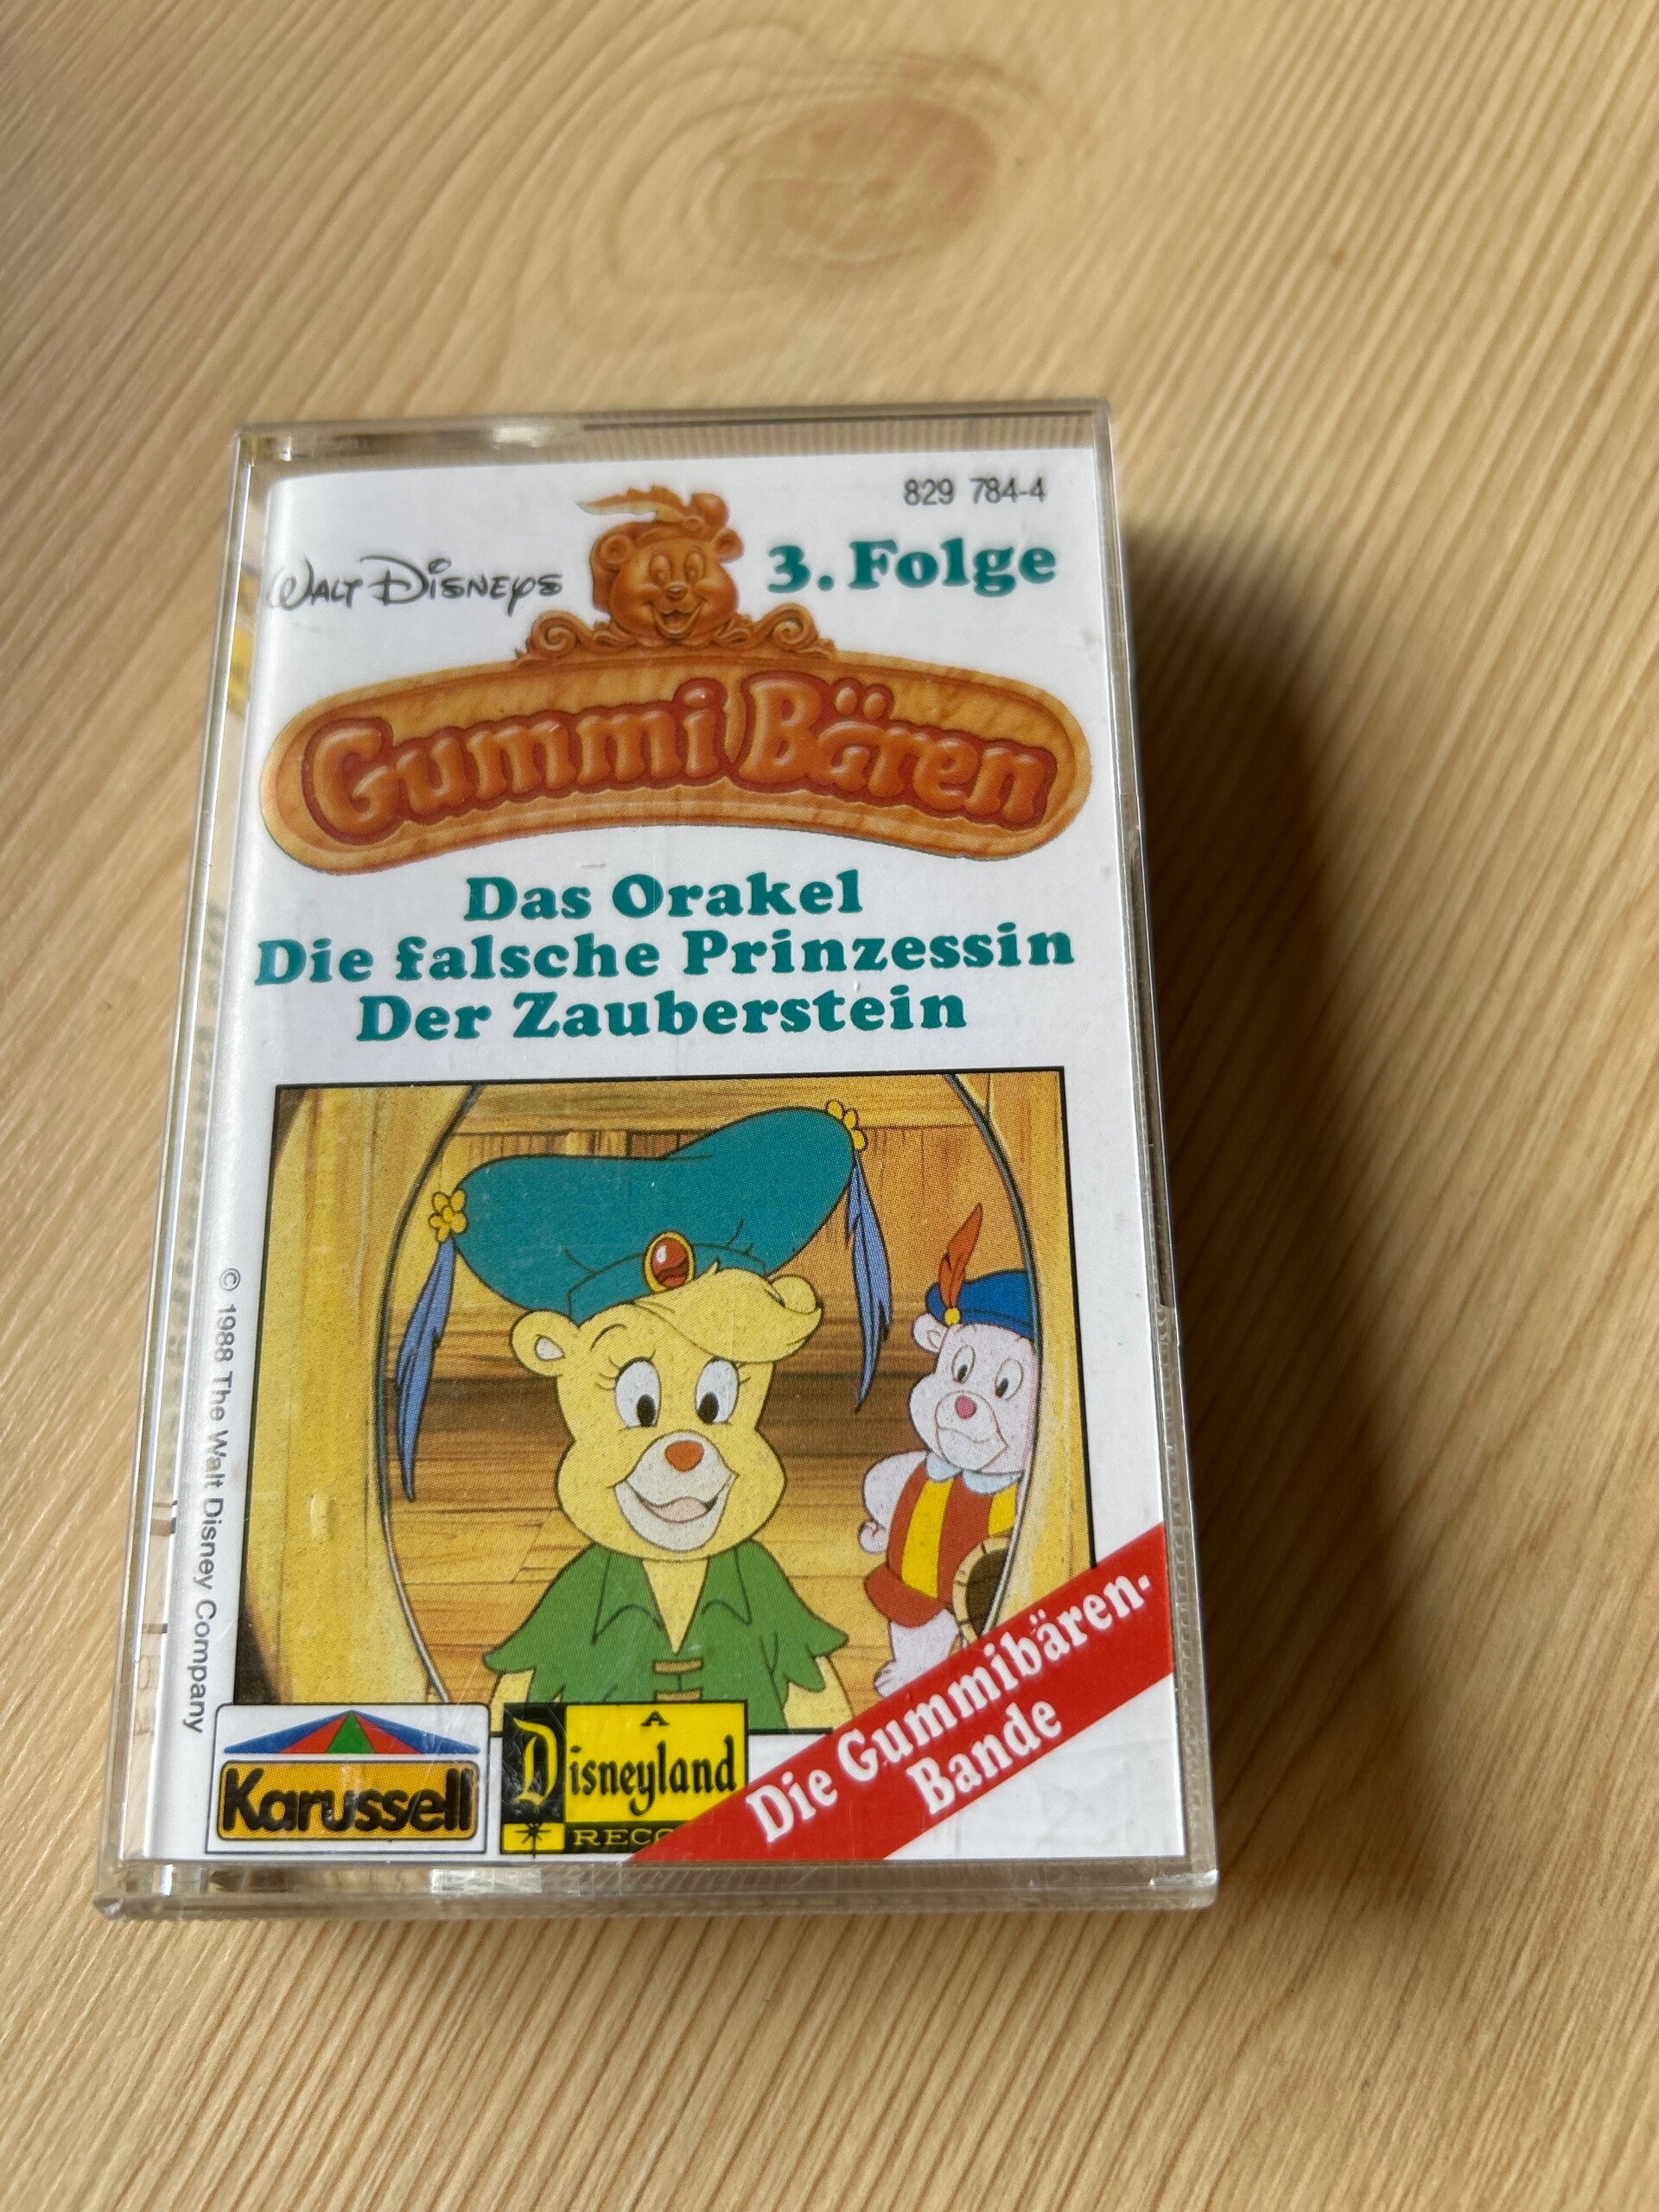 829 784-4
WALT DISNEYS
3. Folge
Gummi Bären
Das Orakel
Die falsche Prinzessin
Der Zauberstein
© 1988 The Walt Disney Company
Karussell
A
Disneyland
Die Gummibären-
Bande